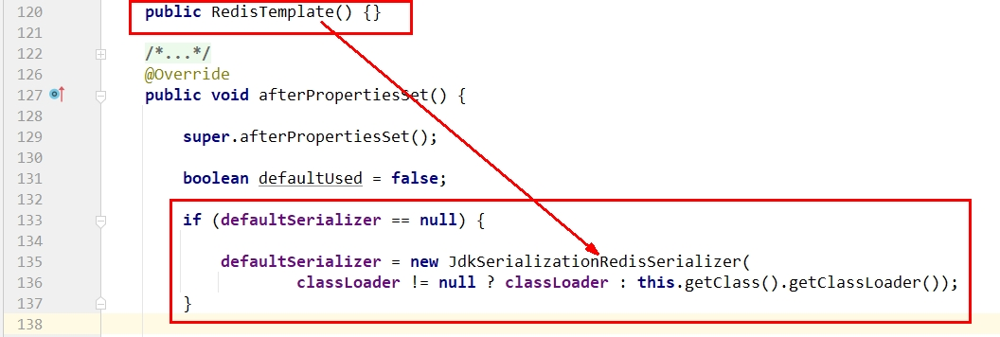 120 public RedisTemplate() {}
121
122 /*...*/
126 @Override
127 public void afterPropertiesSet() {
128
129 super.afterPropertiesSet();
130
131 boolean defaultUsed = false;
132
133 if (defaultSerializer == null) {
134
135 defaultSerializer = new JdkSerializationRedisSerializer(
136 classLoader != null ? classLoader : this.getClass().getClassLoader());
137 }
138